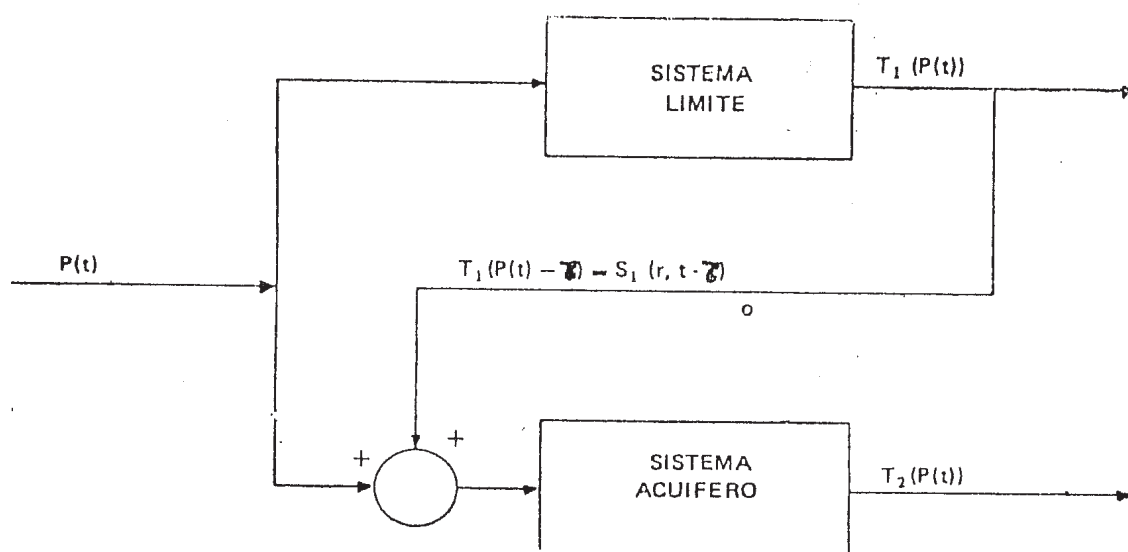 SISTEMA
LIMITE
T₁ (P(t))
P(t)
T₁ (P(t) – τ) – S₁ (r, t - τ)
o
+
+
SISTEMA
ACUIFERO
T₂ (P(t))